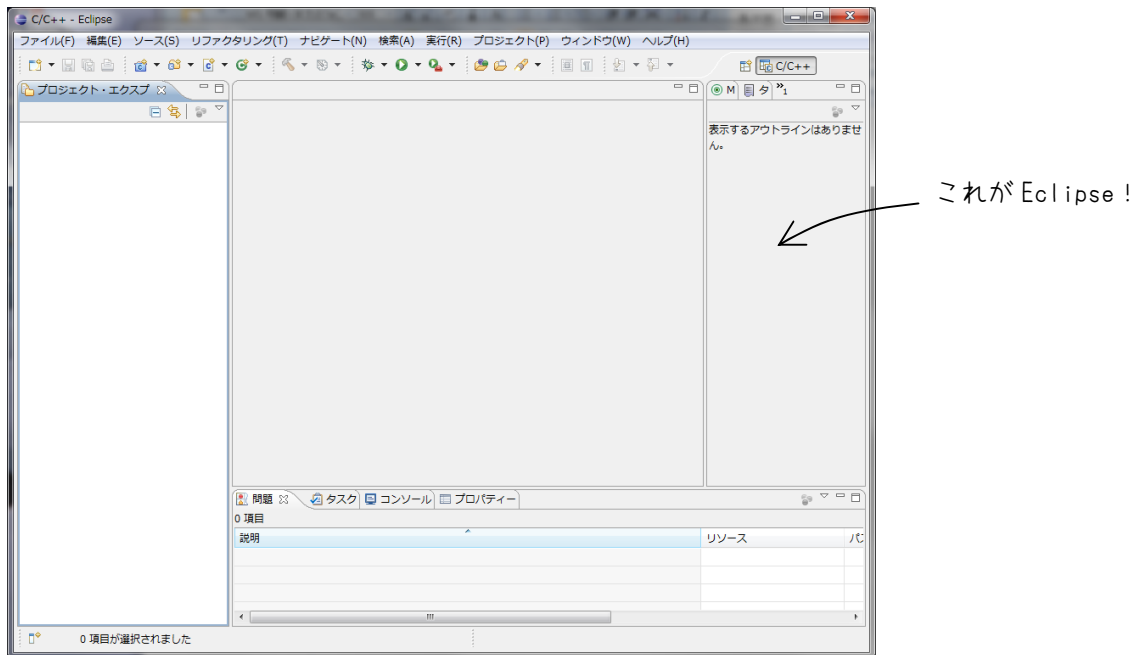 C/C++ - Eclipse
ファイル(F) 編集(E) ソース(S) リファクタリング(T) ナビゲート(N) 検索(A) 実行(R) プロジェクト(P) ウィンドウ(W) ヘルプ(H)
C/C++
プロジェクト・エクスプ
M タ »1
表示するアウトラインはありませ
ん。
これが Eclipse！
問題 タスク コンソール プロパティー
0 項目
説明 リソース パス
0 項目が選択されました